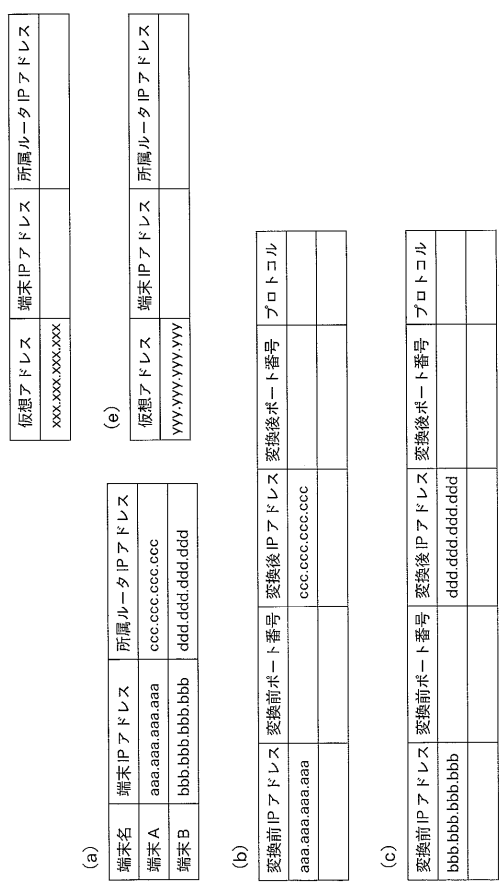 (a)
端末名 端末IPアドレス 所属ルータIPアドレス
端末A aaa.aaa.aaa.aaa ccc.ccc.ccc.ccc
端末B bbb.bbb.bbb.bbb ddd.ddd.ddd.ddd
(b)
変換前IPアドレス 変換前ポート番号 変換後IPアドレス 変換後ポート番号 プロトコル
aaa.aaa.aaa.aaa ccc.ccc.ccc.ccc
(c)
変換前IPアドレス 変換前ポート番号 変換後IPアドレス 変換後ポート番号 プロトコル
bbb.bbb.bbb.bbb ddd.ddd.ddd.ddd
仮想アドレス 端末IPアドレス 所属ルータIPアドレス
xxx.xxx.xxx.xxx
(e)
仮想アドレス 端末IPアドレス 所属ルータIPアドレス
yyy.yyy.yyy.yyy